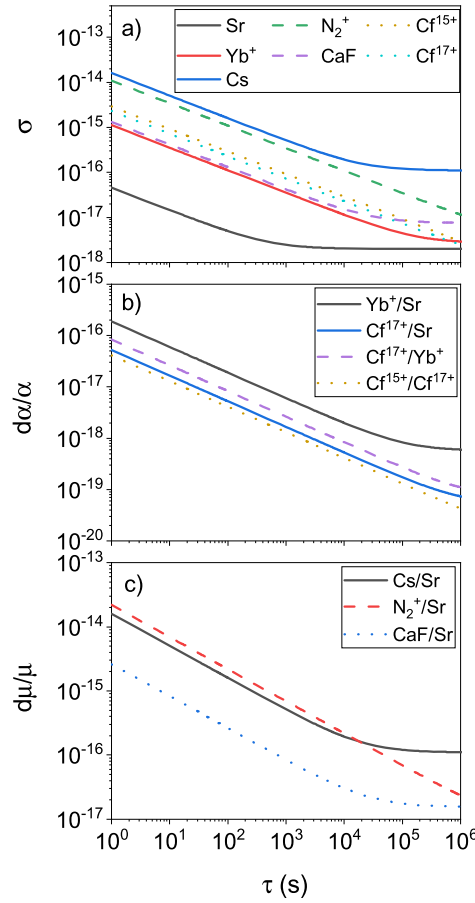 a)
Sr N₂⁺ Cf¹⁵⁺
Yb⁺ CaF Cf¹⁷⁺
Cs
10⁻¹³
10⁻¹⁴
10⁻¹⁵
10⁻¹⁶
10⁻¹⁷
10⁻¹⁸
σ
b)
Yb⁺/Sr
Cf¹⁷⁺/Sr
Cf¹⁷⁺/Yb⁺
Cf¹⁵⁺/Cf¹⁷⁺
10⁻¹⁵
10⁻¹⁶
10⁻¹⁷
10⁻¹⁸
10⁻¹⁹
10⁻²⁰
dα/α
c)
Cs/Sr
N₂⁺/Sr
CaF/Sr
10⁻¹³
10⁻¹⁴
10⁻¹⁵
10⁻¹⁶
10⁻¹⁷
dμ/μ
10⁰ 10¹ 10² 10³ 10⁴ 10⁵ 10⁶
τ (s)